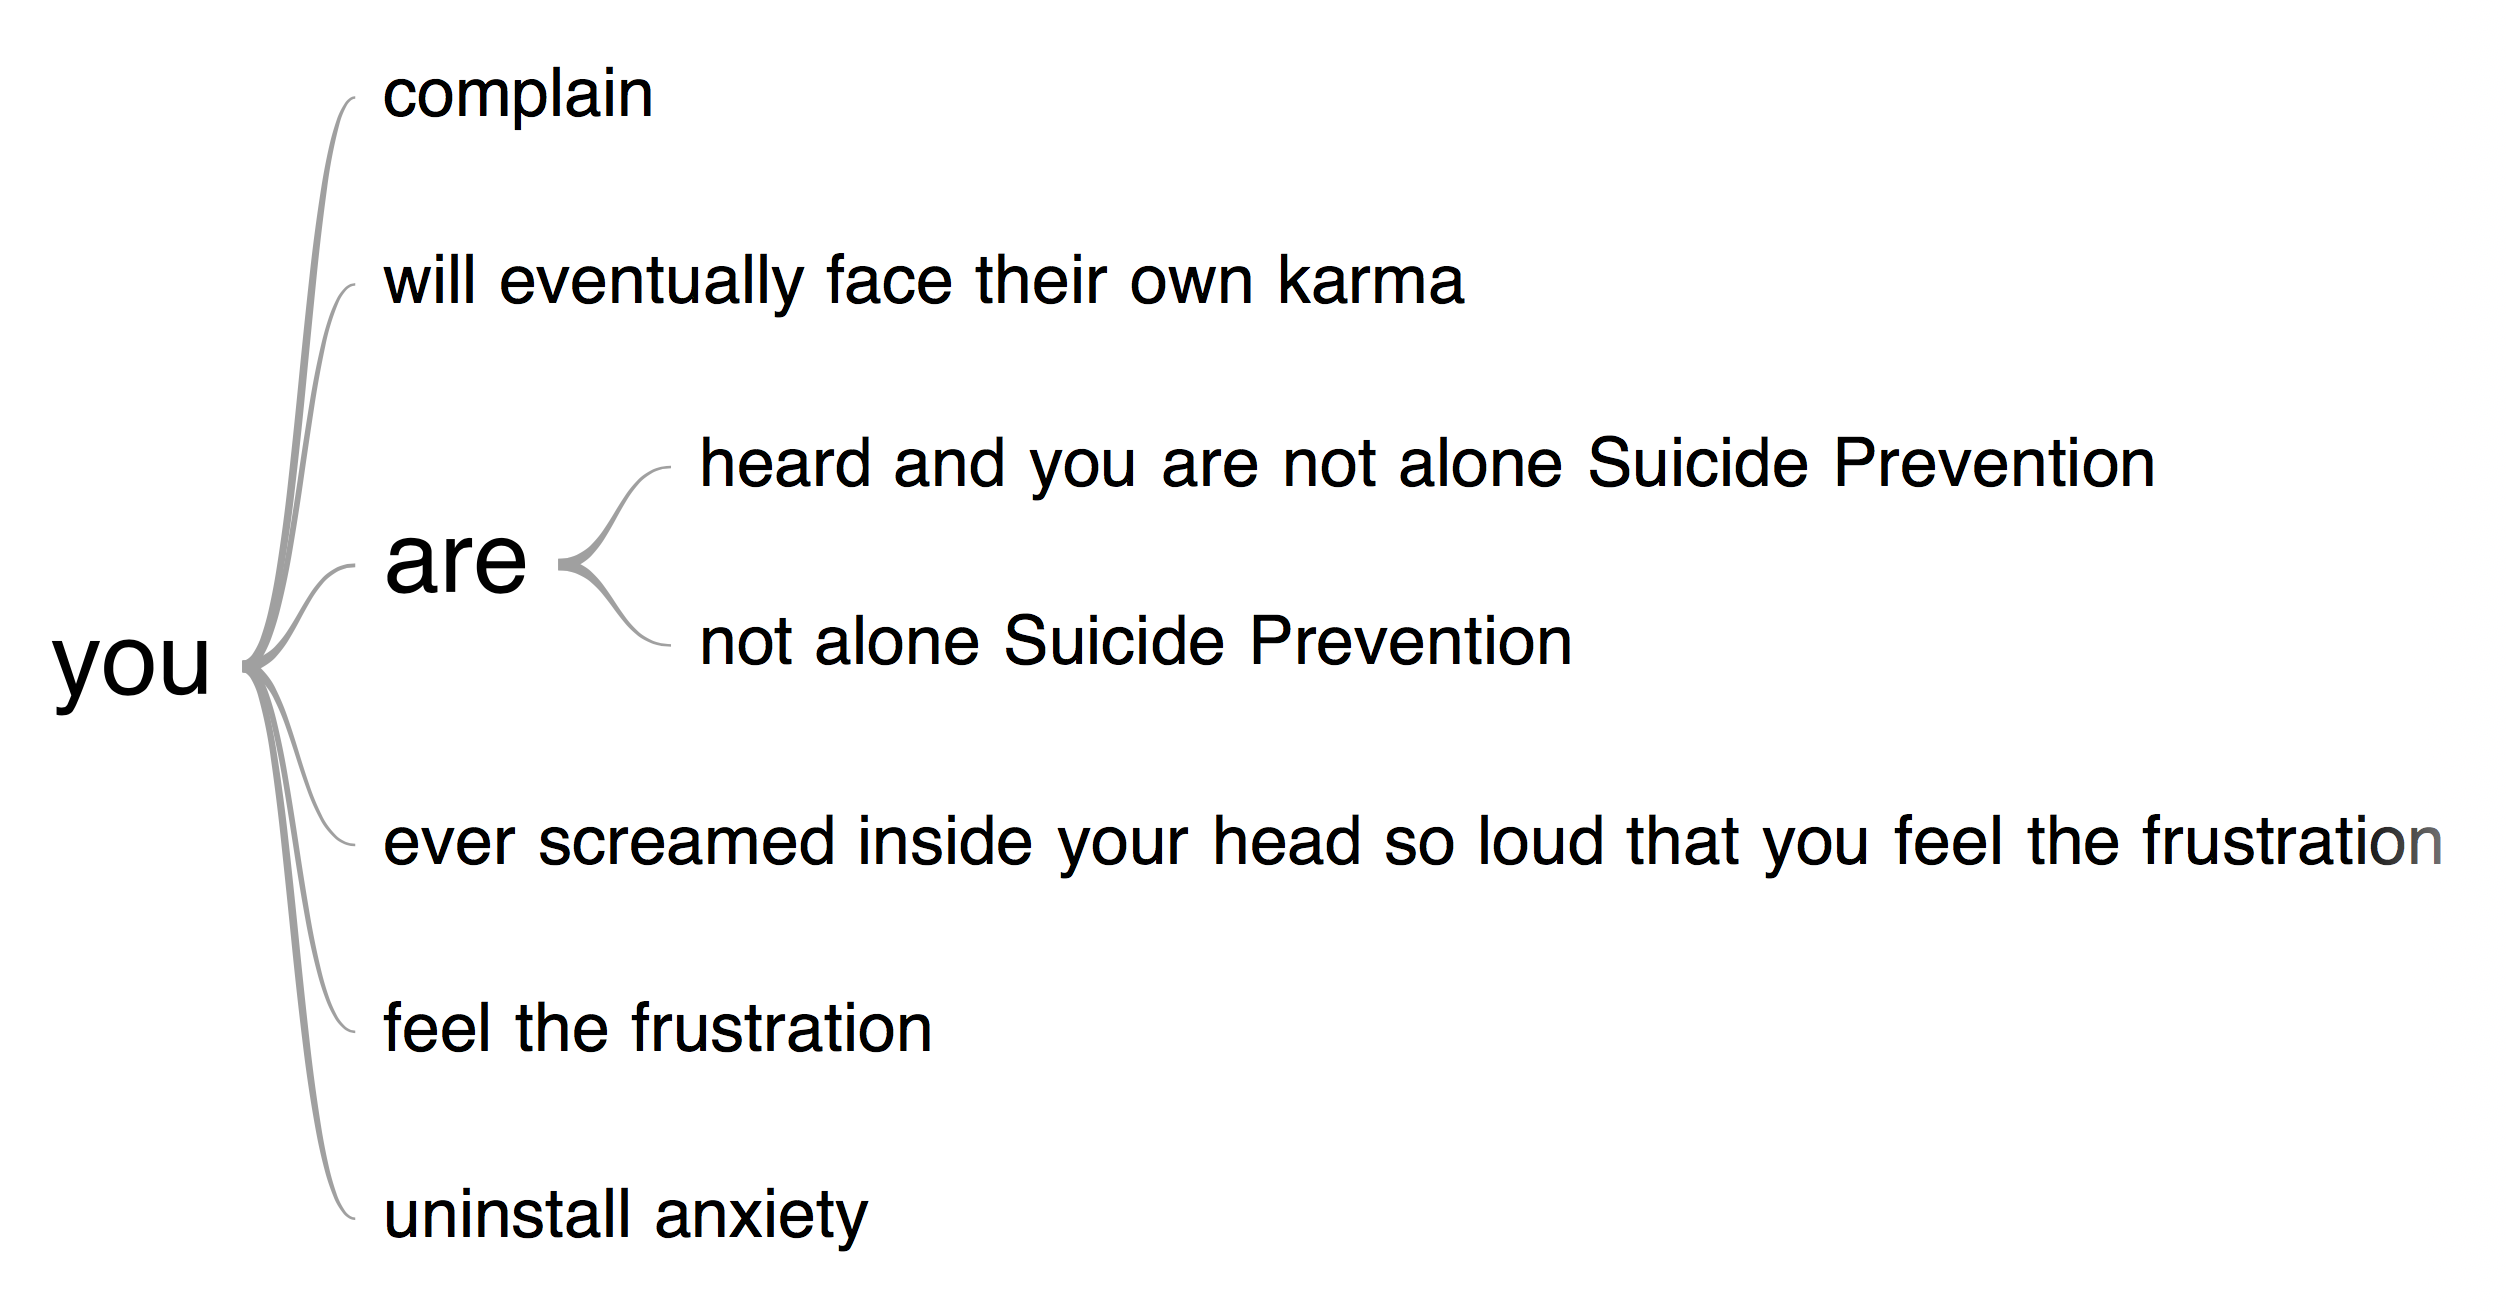 complain
will eventually face their own karma
heard and you are not alone Suicide Prevention
are
not alone Suicide Prevention
you
ever screamed inside your head so loud that you feel the frustration
feel the frustration
uninstall anxiety